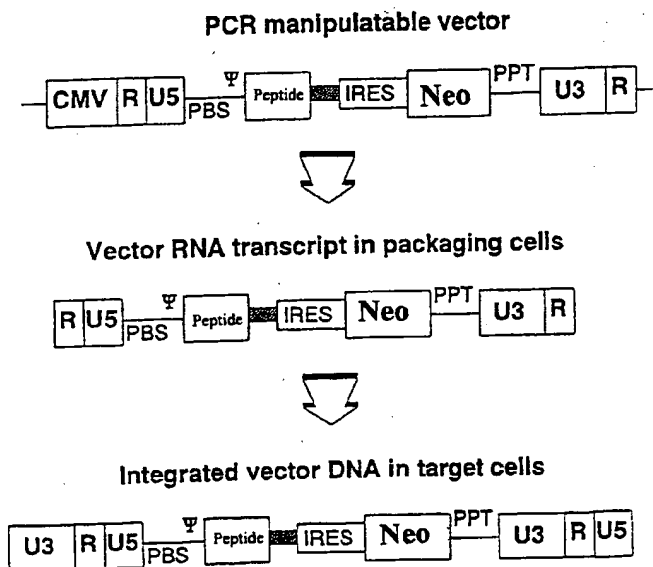 PCR manipulatable vector
CMV R U5 PBS Ψ Peptide IRES Neo PPT U3 R
Vector RNA transcript in packaging cells
R U5 PBS Ψ Peptide IRES Neo PPT U3 R
Integrated vector DNA in target cells
U3 R U5 PBS Ψ Peptide IRES Neo PPT U3 R U5